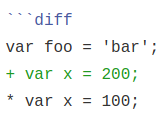 ```diff
var foo = 'bar';
+ var x = 200;
* var x = 100;